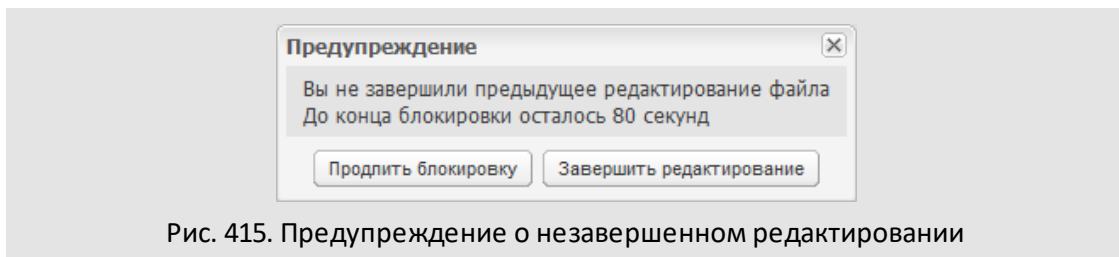 Предупреждение
Вы не завершили предыдущее редактирование файла
До конца блокировки осталось 80 секунд
Продлить блокировку Завершить редактирование
Рис. 415. Предупреждение о незавершенном редактировании